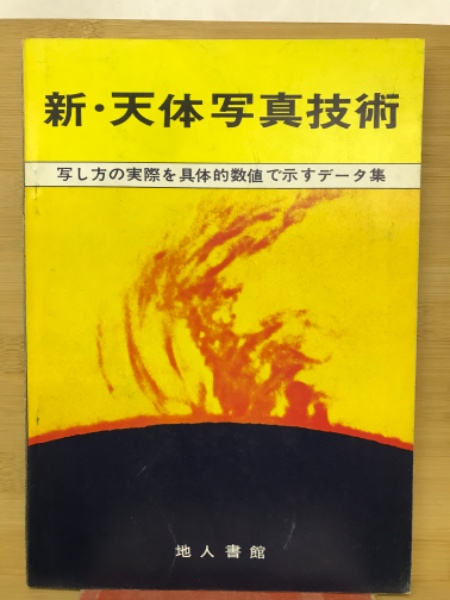 新・天体写真技術
写し方の実際を具体的数値で示すデータ集
地人書館